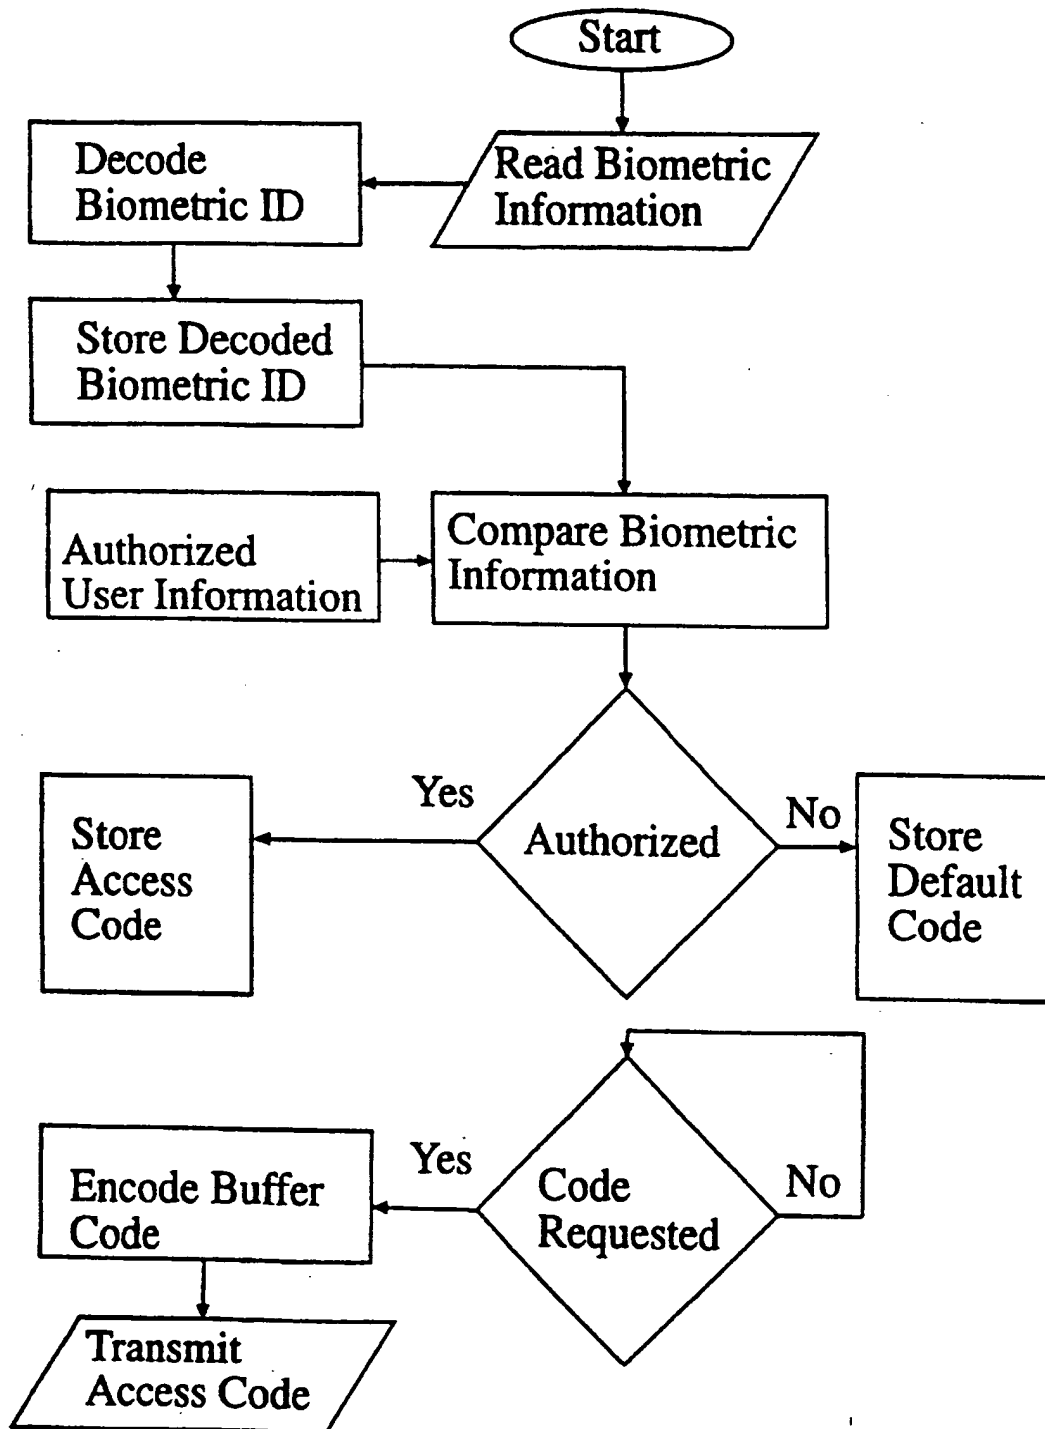 Start
Read Biometric
Information
Decode
Biometric ID
Store Decoded
Biometric ID
Authorized
User Information
Compare Biometric
Information
Authorized
Yes
No
Store
Access
Code
Store
Default
Code
Code
Requested
Yes
No
Encode Buffer
Code
Transmit
Access Code